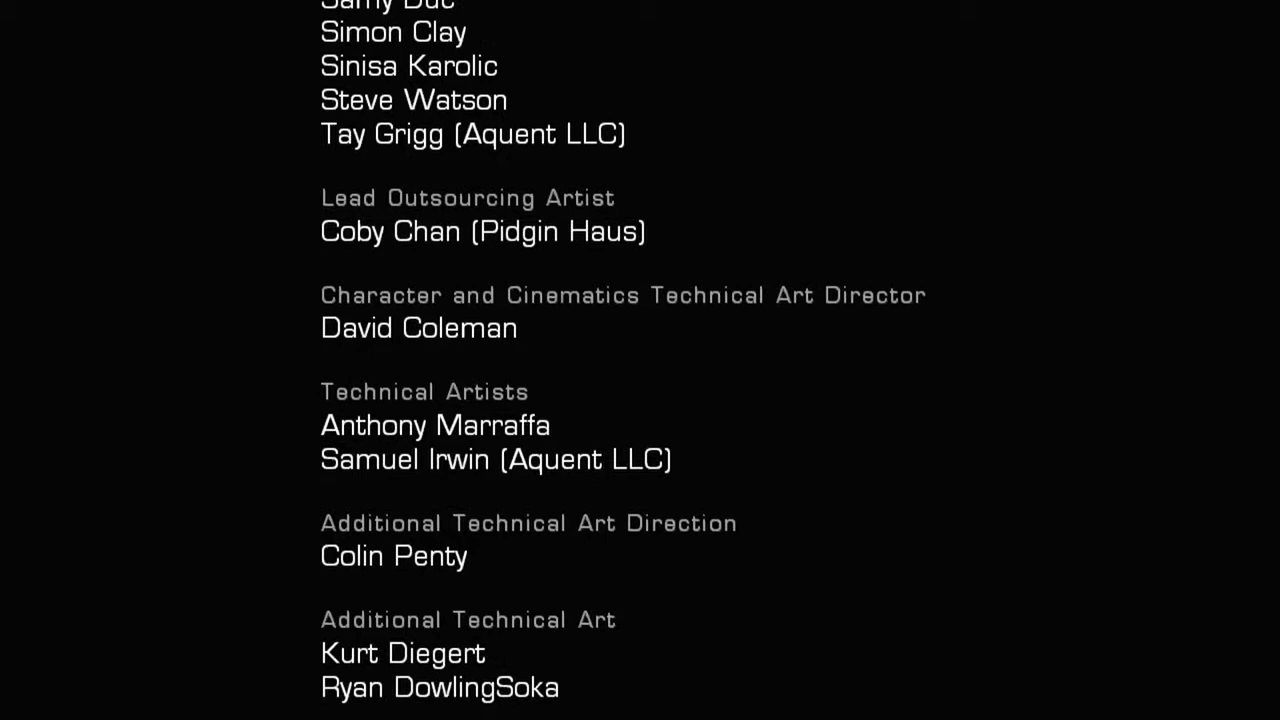 Samy Duc
Simon Clay
Sinisa Karolic
Steve Watson
Tay Grigg (Aquent LLC)
Lead Outsourcing Artist
Coby Chan (Pidgin Haus)
Character and Cinematics Technical Art Director
David Coleman
Technical Artists
Anthony Marraffa
Samuel Irwin (Aquent LLC)
Additional Technical Art Direction
Colin Penty
Additional Technical Art
Kurt Diegert
Ryan DowlingSoka